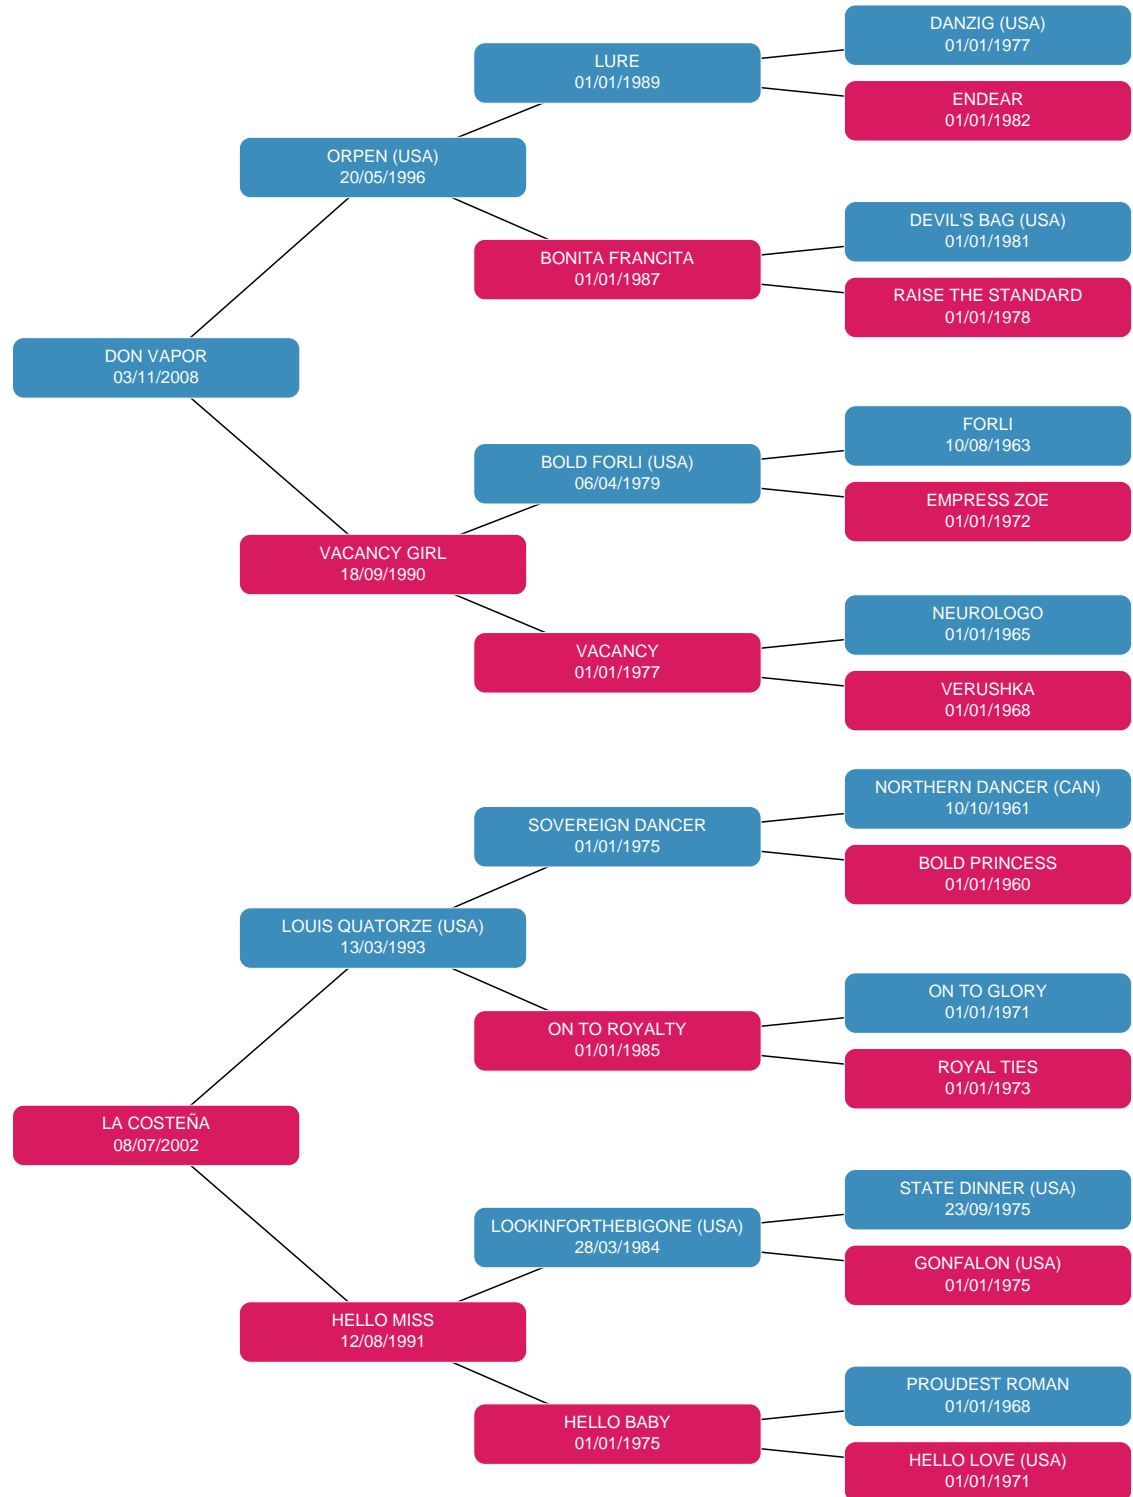 DANZIG (USA)
01/01/1977
LURE
01/01/1989
ENDEAR
01/01/1982
ORPEN (USA)
20/05/1996
DEVIL'S BAG (USA)
01/01/1981
BONITA FRANCITA
01/01/1987
RAISE THE STANDARD
01/01/1978
DON VAPOR
03/11/2008
FORLI
10/08/1963
BOLD FORLI (USA)
06/04/1979
EMPRESS ZOE
01/01/1972
VACANCY GIRL
18/09/1990
NEUROLOGO
01/01/1965
VACANCY
01/01/1977
VERUSHKA
01/01/1968
NORTHERN DANCER (CAN)
10/10/1961
SOVEREIGN DANCER
01/01/1975
BOLD PRINCESS
01/01/1960
LOUIS QUATORZE (USA)
13/03/1993
ON TO GLORY
01/01/1971
ON TO ROYALTY
01/01/1985
ROYAL TIES
01/01/1973
LA COSTEÑA
08/07/2002
STATE DINNER (USA)
23/09/1975
LOOKINFORTHEBIGONE (USA)
28/03/1984
GONFALON (USA)
01/01/1975
HELLO MISS
12/08/1991
PROUDEST ROMAN
01/01/1968
HELLO BABY
01/01/1975
HELLO LOVE (USA)
01/01/1971